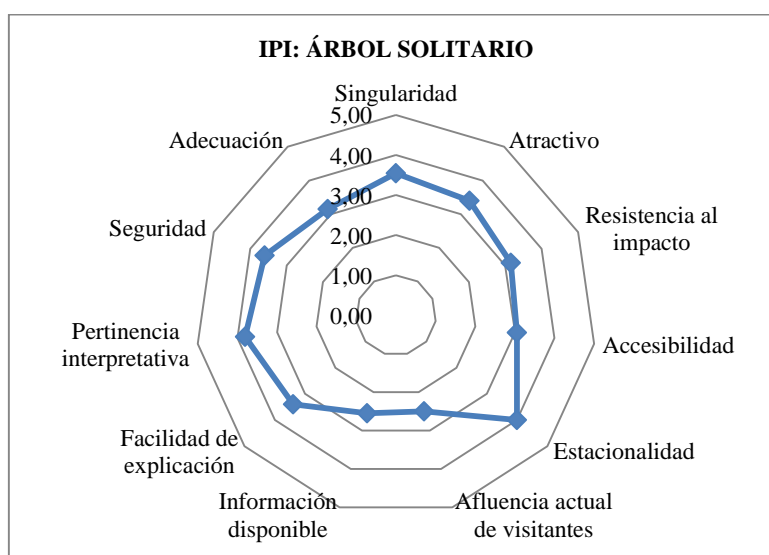 IPI: ÁRBOL SOLITARIO
Singularidad
5,00
Adecuación
Atractivo
4,00
3,00
Seguridad
Resistencia al
impacto
2,00
1,00
0,00
Pertinencia
interpretativa
Accesibilidad
Facilidad de
explicación
Estacionalidad
Información
disponible
Afluencia actual
de visitantes